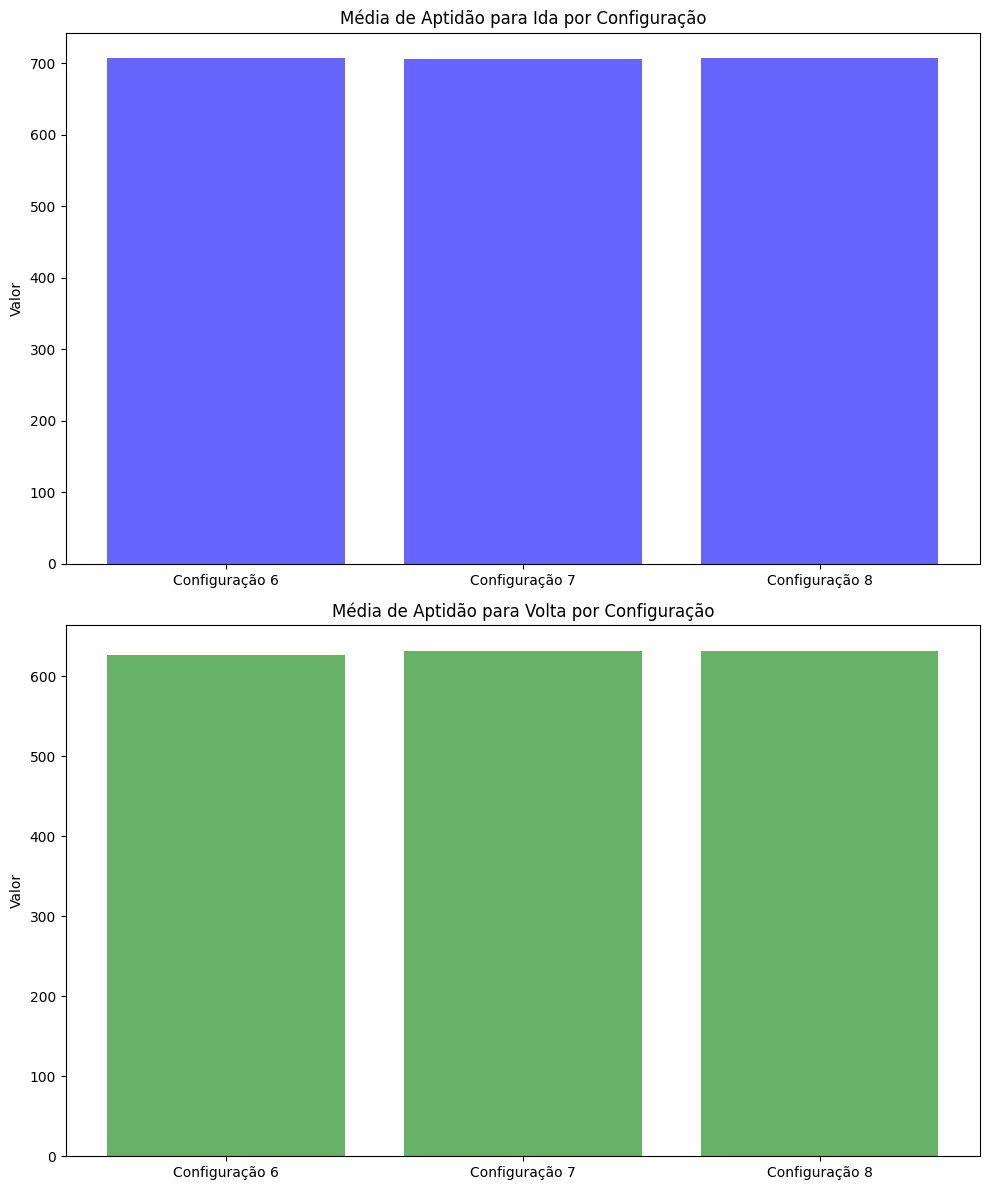 Média de Aptidão para Ida por Configuração
700
600
500
400
300
200
100
0
Valor
Configuração 6 Configuração 7 Configuração 8
Média de Aptidão para Volta por Configuração
600
500
400
300
200
100
0
Valor
Configuração 6 Configuração 7 Configuração 8